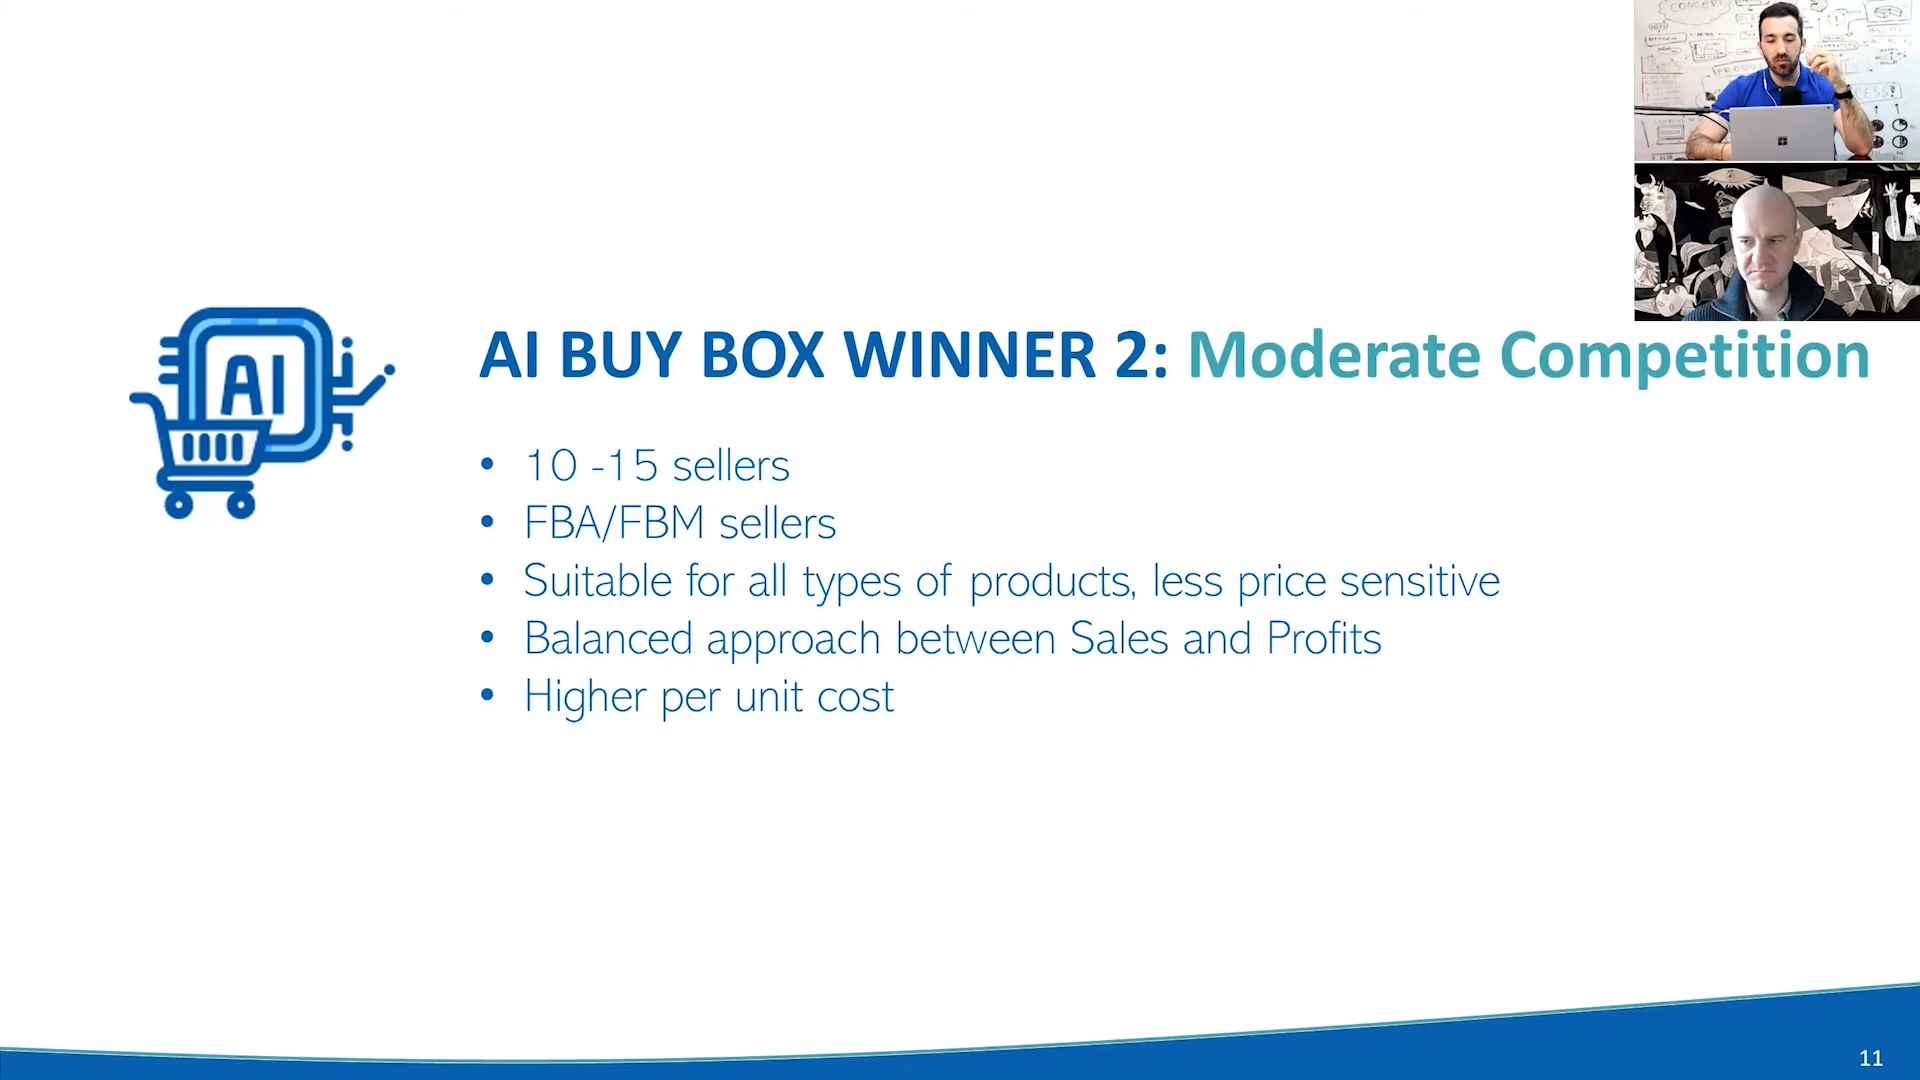 CONCEPT
AI
AI BUY BOX WINNER 2: Moderate Competition
• 10 -15 sellers
• FBA/FBM sellers
• Suitable for all types of products, less price sensitive
• Balanced approach between Sales and Profits
• Higher per unit cost
11